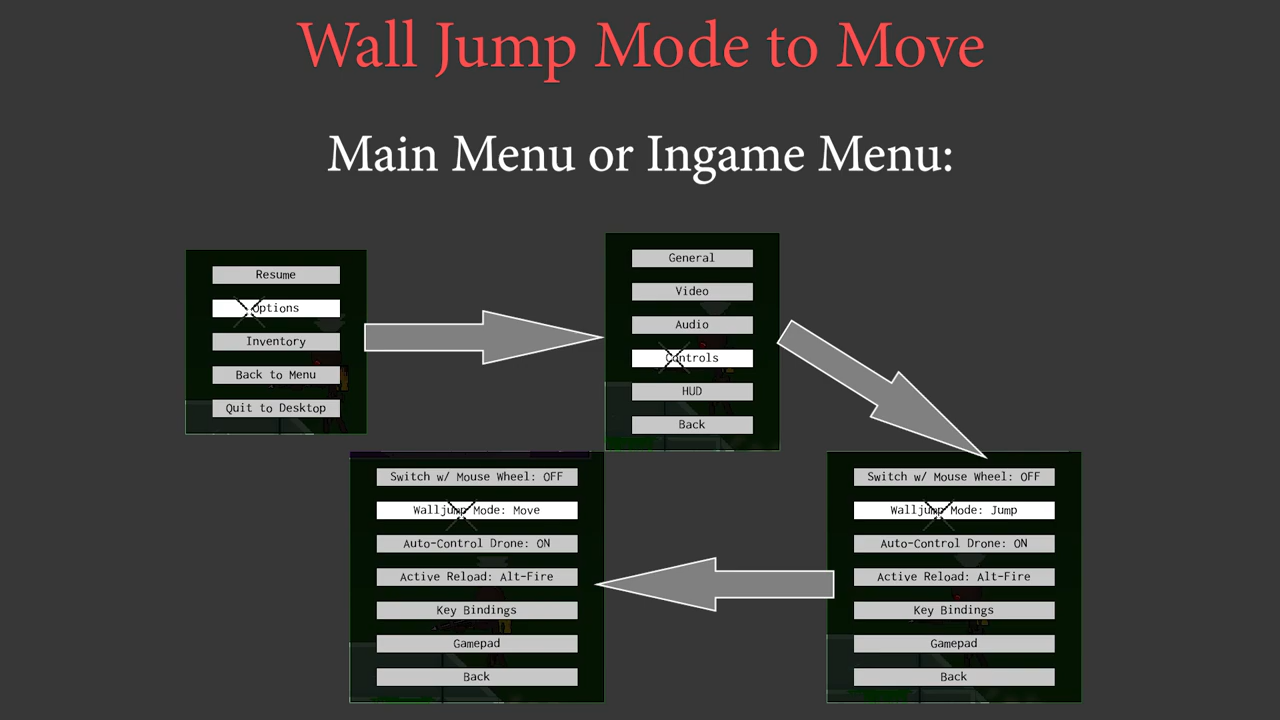 Wall Jump Mode to Move
Main Menu or Ingame Menu:
Resume
Options
Inventory
Back to Menu
Quit to Desktop
General
Video
Audio
Controls
HUD
Back
Switch w/ Mouse Wheel: OFF
Walljump Mode: Jump
Auto-Control Drone: ON
Active Reload: Alt-Fire
Key Bindings
Gamepad
Back
Switch w/ Mouse Wheel: OFF
Walljump Mode: Move
Auto-Control Drone: ON
Active Reload: Alt-Fire
Key Bindings
Gamepad
Back